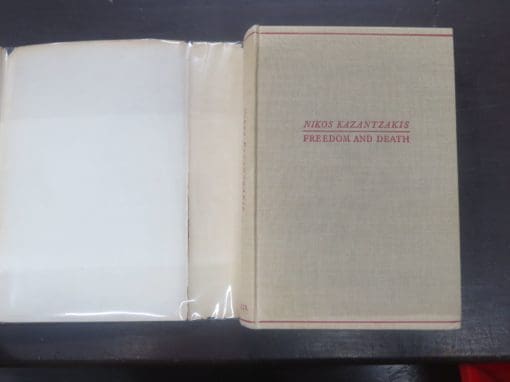 NIKOS KAZANTZAKIS
FREEDOM AND DEATH